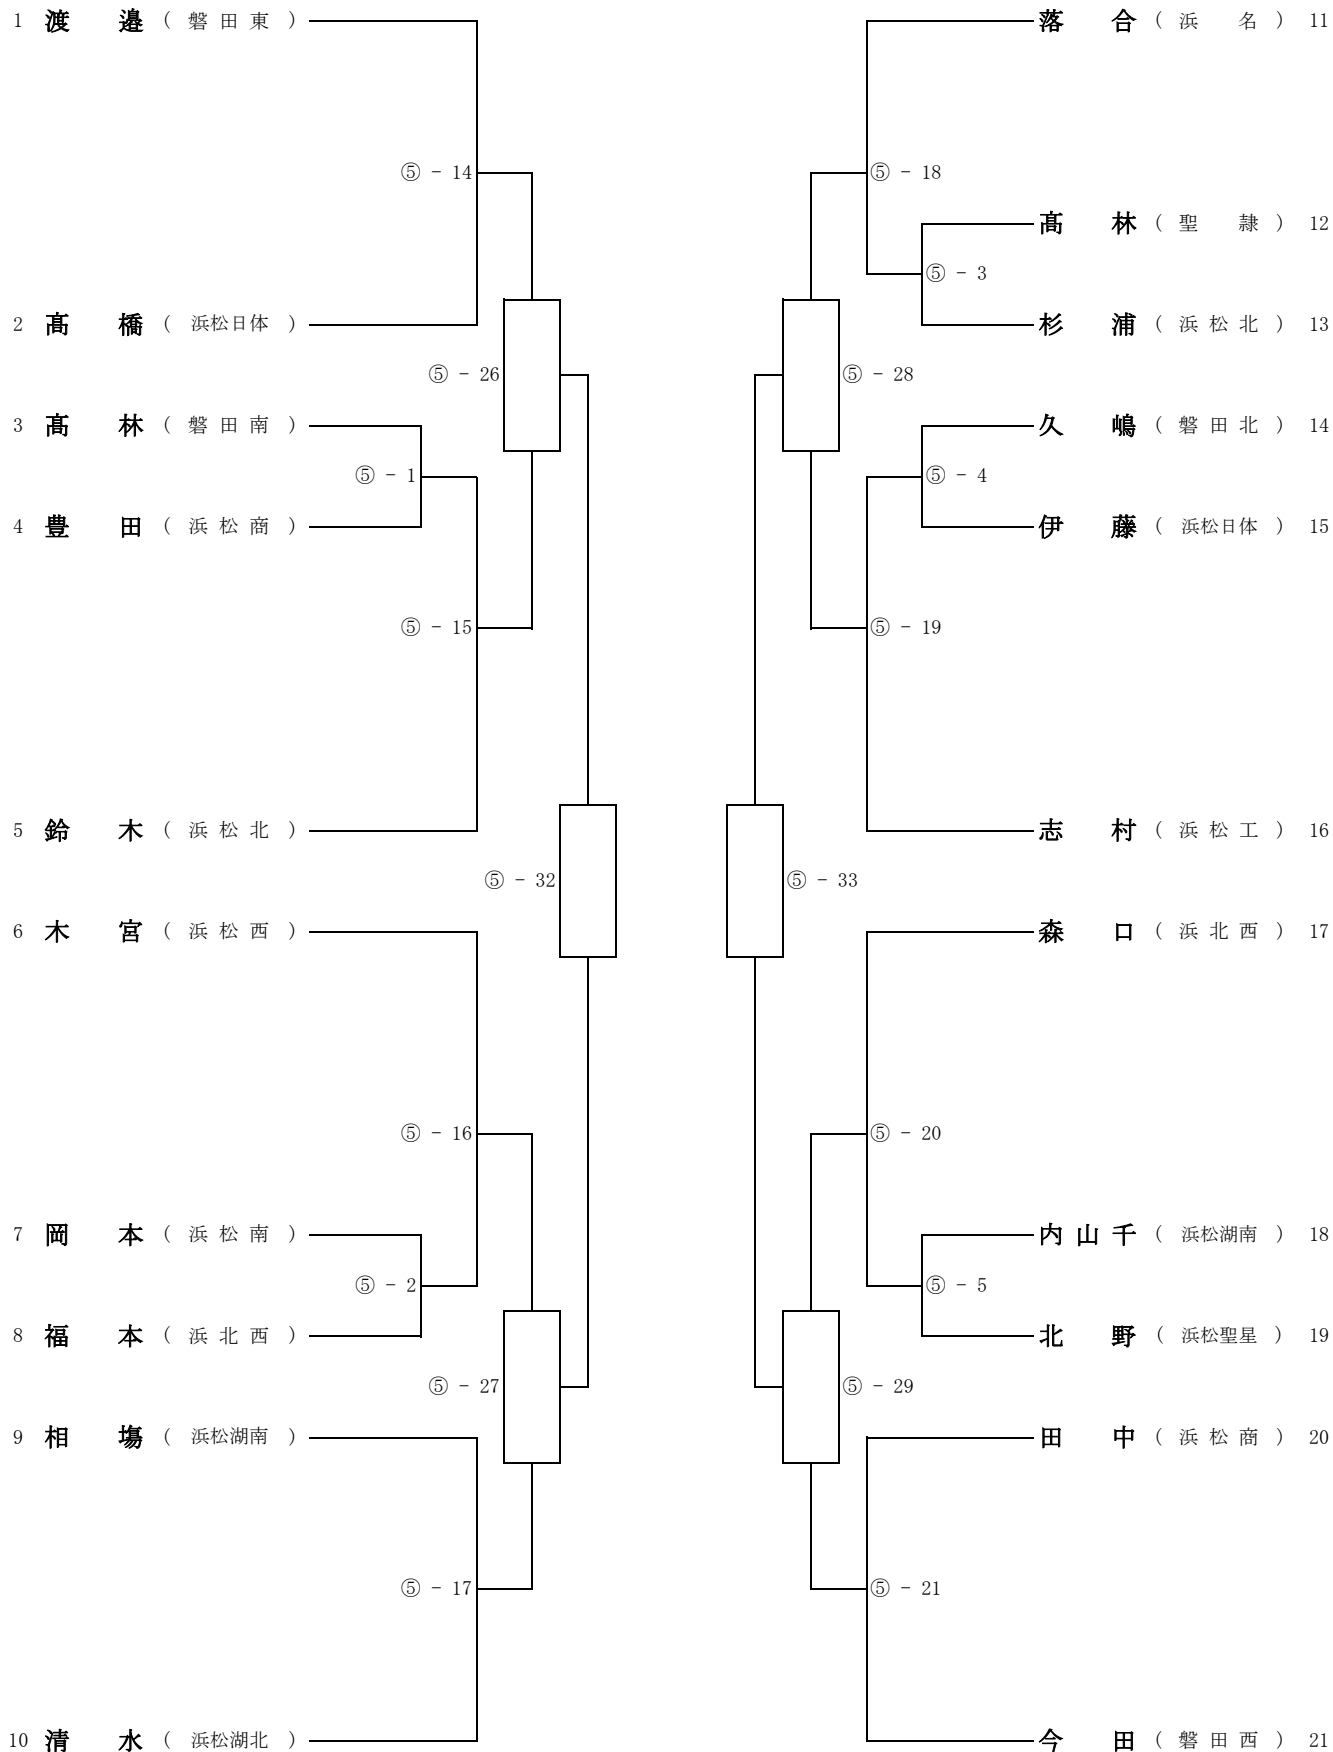 1 渡邉 ( 磐田東 )
⑤ - 14
2 髙橋 ( 浜松日体 )
⑤ - 26
3 髙林 ( 磐田南 )
⑤ - 1
4 豊田 ( 浜松商 )
⑤ - 15
5 鈴木 ( 浜松北 )
⑤ - 32
6 木宮 ( 浜松西 )
⑤ - 16
7 岡本 ( 浜松南 )
⑤ - 2
8 福本 ( 浜北西 )
⑤ - 27
9 相塲 ( 浜松湖南 )
⑤ - 17
10 清水 ( 浜松湖北 )
落合 ( 浜名 ) 11
⑤ - 18
髙林 ( 聖隷 ) 12
⑤ - 3
杉浦 ( 浜松北 ) 13
⑤ - 28
久嶋 ( 磐田北 ) 14
⑤ - 4
伊藤 ( 浜松日体 ) 15
⑤ - 19
志村 ( 浜松工 ) 16
⑤ - 33
森口 ( 浜北西 ) 17
⑤ - 20
内山千 ( 浜松湖南 ) 18
⑤ - 5
北野 ( 浜松聖星 ) 19
⑤ - 29
田中 ( 浜松商 ) 20
⑤ - 21
今田 ( 磐田西 ) 21